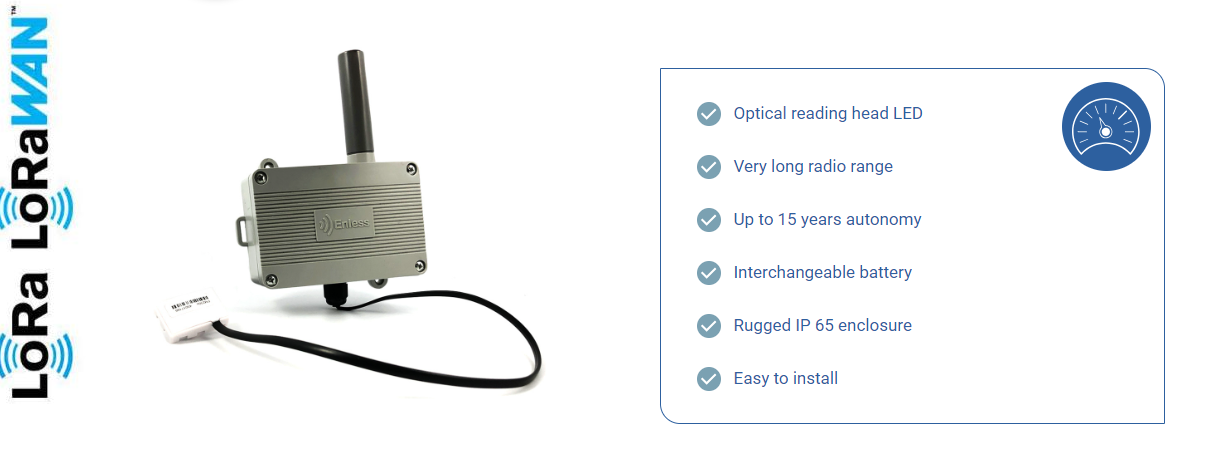 LoRaWAN™
LoRa
Enless
Optical reading head LED
Very long radio range
Up to 15 years autonomy
Interchangeable battery
Rugged IP 65 enclosure
Easy to install